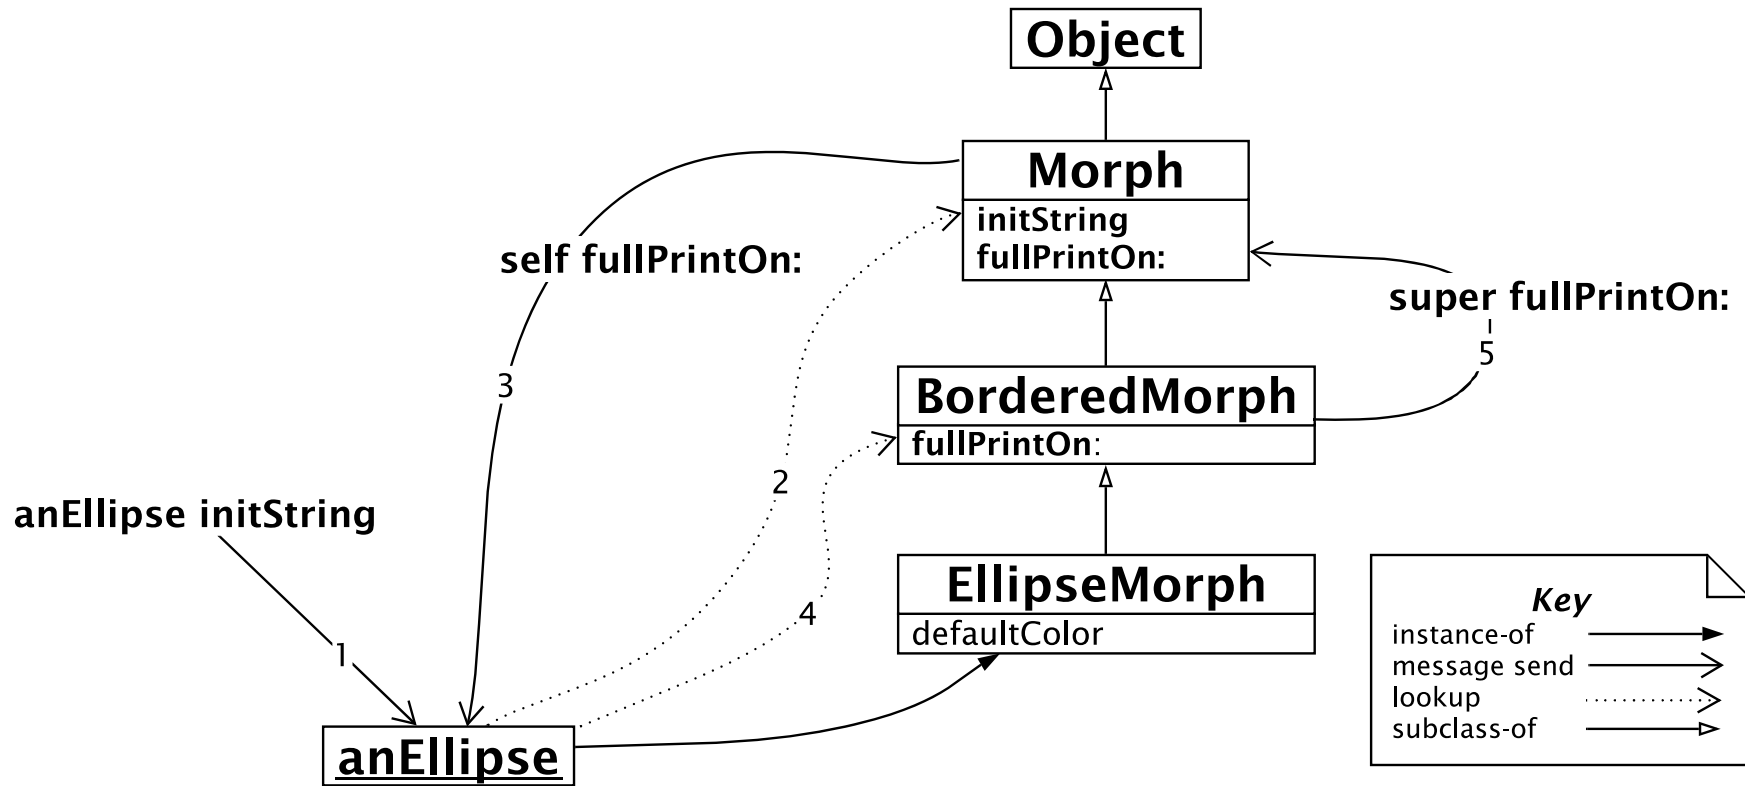 Object
Morph
initString
fullPrintOn:
self fullPrintOn:
super fullPrintOn:
5
3
BorderedMorph
fullPrintOn:
2
anEllipse initString
EllipseMorph
defaultColor
4
1
anEllipse
Key
instance-of
message send
lookup
subclass-of